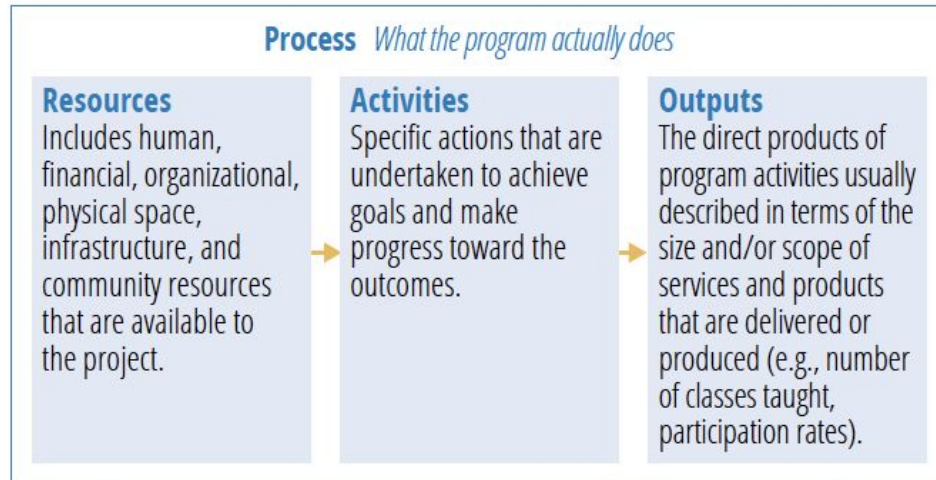 Process What the program actually does
Resources
Includes human,
financial, organizational,
physical space,
infrastructure, and
community resources
that are available to
the project.
Activities
Specific actions that are
undertaken to achieve
goals and make
progress toward the
outcomes.
Outputs
The direct products of
program activities usually
described in terms of the
size and/or scope of
services and products
that are delivered or
produced (e.g., number
of classes taught,
participation rates).